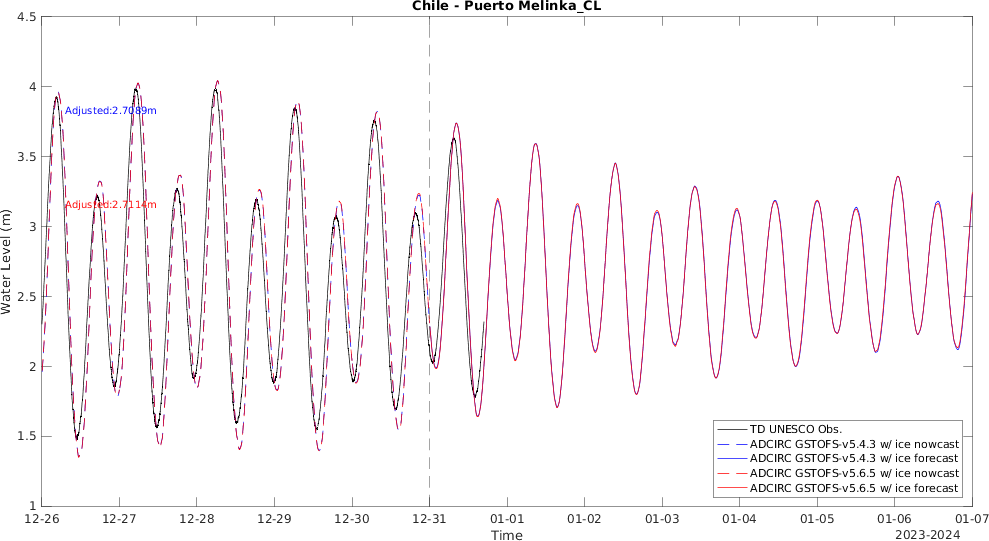 Chile - Puerto Melinka_CL
4.5
4
3.5
3
2.5
2
1.5
1
Water Level (m)
Adjusted:2.7089m
Adjusted:2.7114m
TD UNESCO Obs.
ADCIRC GSTOFS-v5.4.3 w/ ice nowcast
ADCIRC GSTOFS-v5.4.3 w/ ice forecast
ADCIRC GSTOFS-v5.6.5 w/ ice nowcast
ADCIRC GSTOFS-v5.6.5 w/ ice forecast
12-26 12-27 12-28 12-29 12-30 12-31 01-01 01-02 01-03 01-04 01-05 01-06 01-07
Time
2023-2024